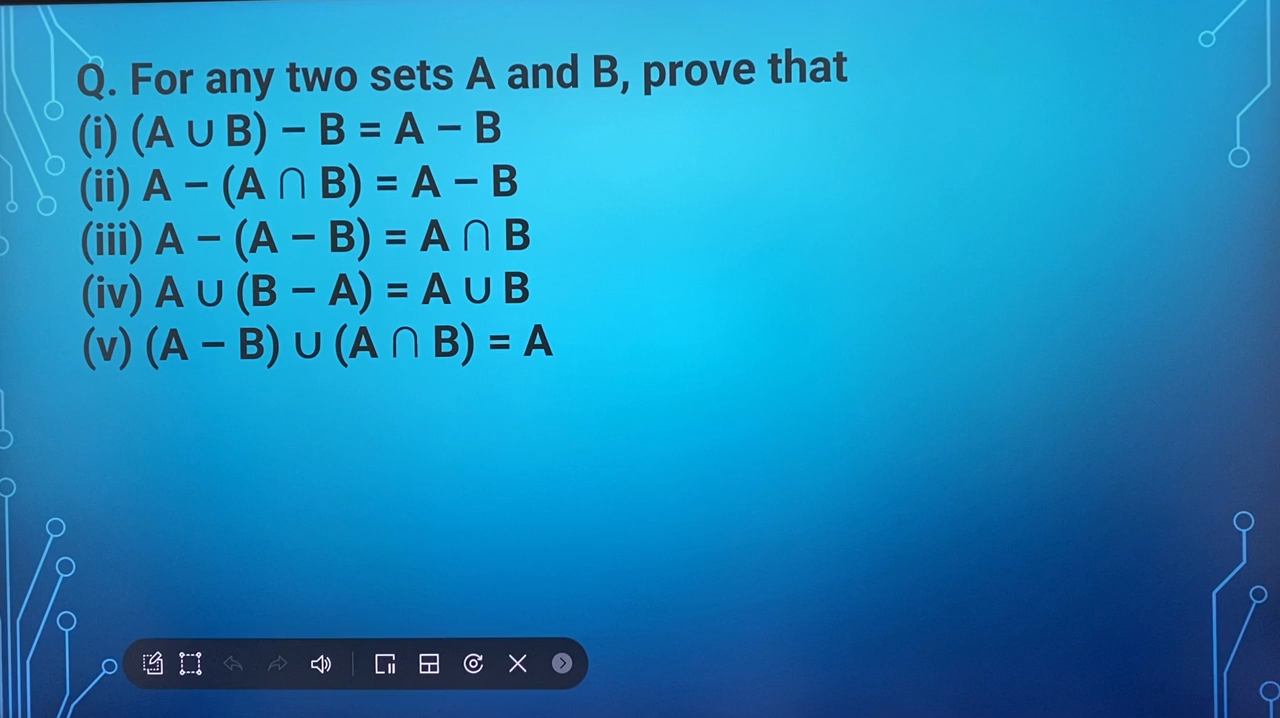 Q. For any two sets A and B, prove that
(i) (A ∪ B) – B = A – B
(ii) A – (A ∩ B) = A – B
(iii) A – (A – B) = A ∩ B
(iv) A ∪ (B – A) = A ∪ B
(v) (A – B) ∪ (A ∩ B) = A